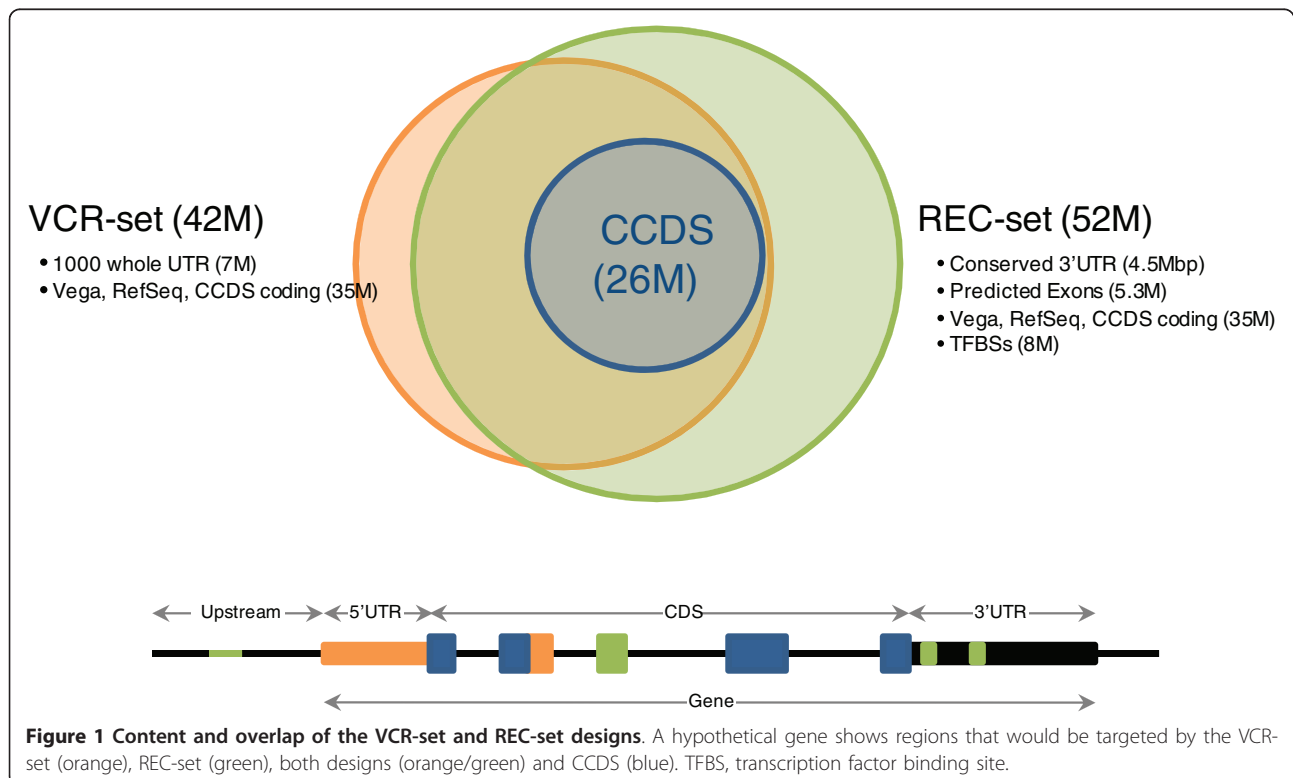 VCR-set (42M)
• 1000 whole UTR (7M)
• Vega, RefSeq, CCDS coding (35M)
CCDS
(26M)
REC-set (52M)
• Conserved 3'UTR (4.5Mbp)
• Predicted Exons (5.3M)
• Vega, RefSeq, CCDS coding (35M)
• TFBSs (8M)
Upstream 5'UTR CDS 3'UTR
Gene
Figure 1 Content and overlap of the VCR-set and REC-set designs. A hypothetical gene shows regions that would be targeted by the VCR-
set (orange), REC-set (green), both designs (orange/green) and CCDS (blue). TFBS, transcription factor binding site.